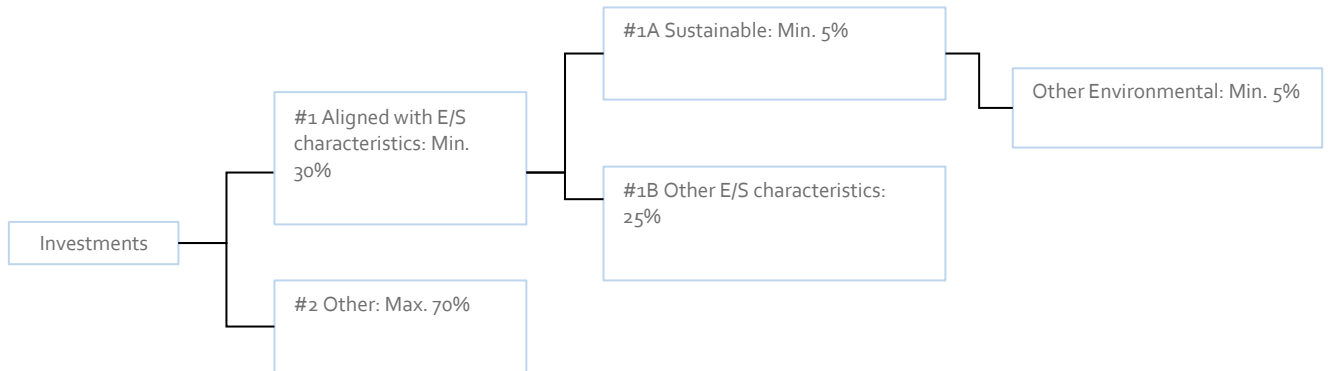 #1A Sustainable: Min. 5%
Other Environmental: Min. 5%
#1 Aligned with E/S
characteristics: Min.
30%
#1B Other E/S characteristics:
25%
Investments
#2 Other: Max. 70%